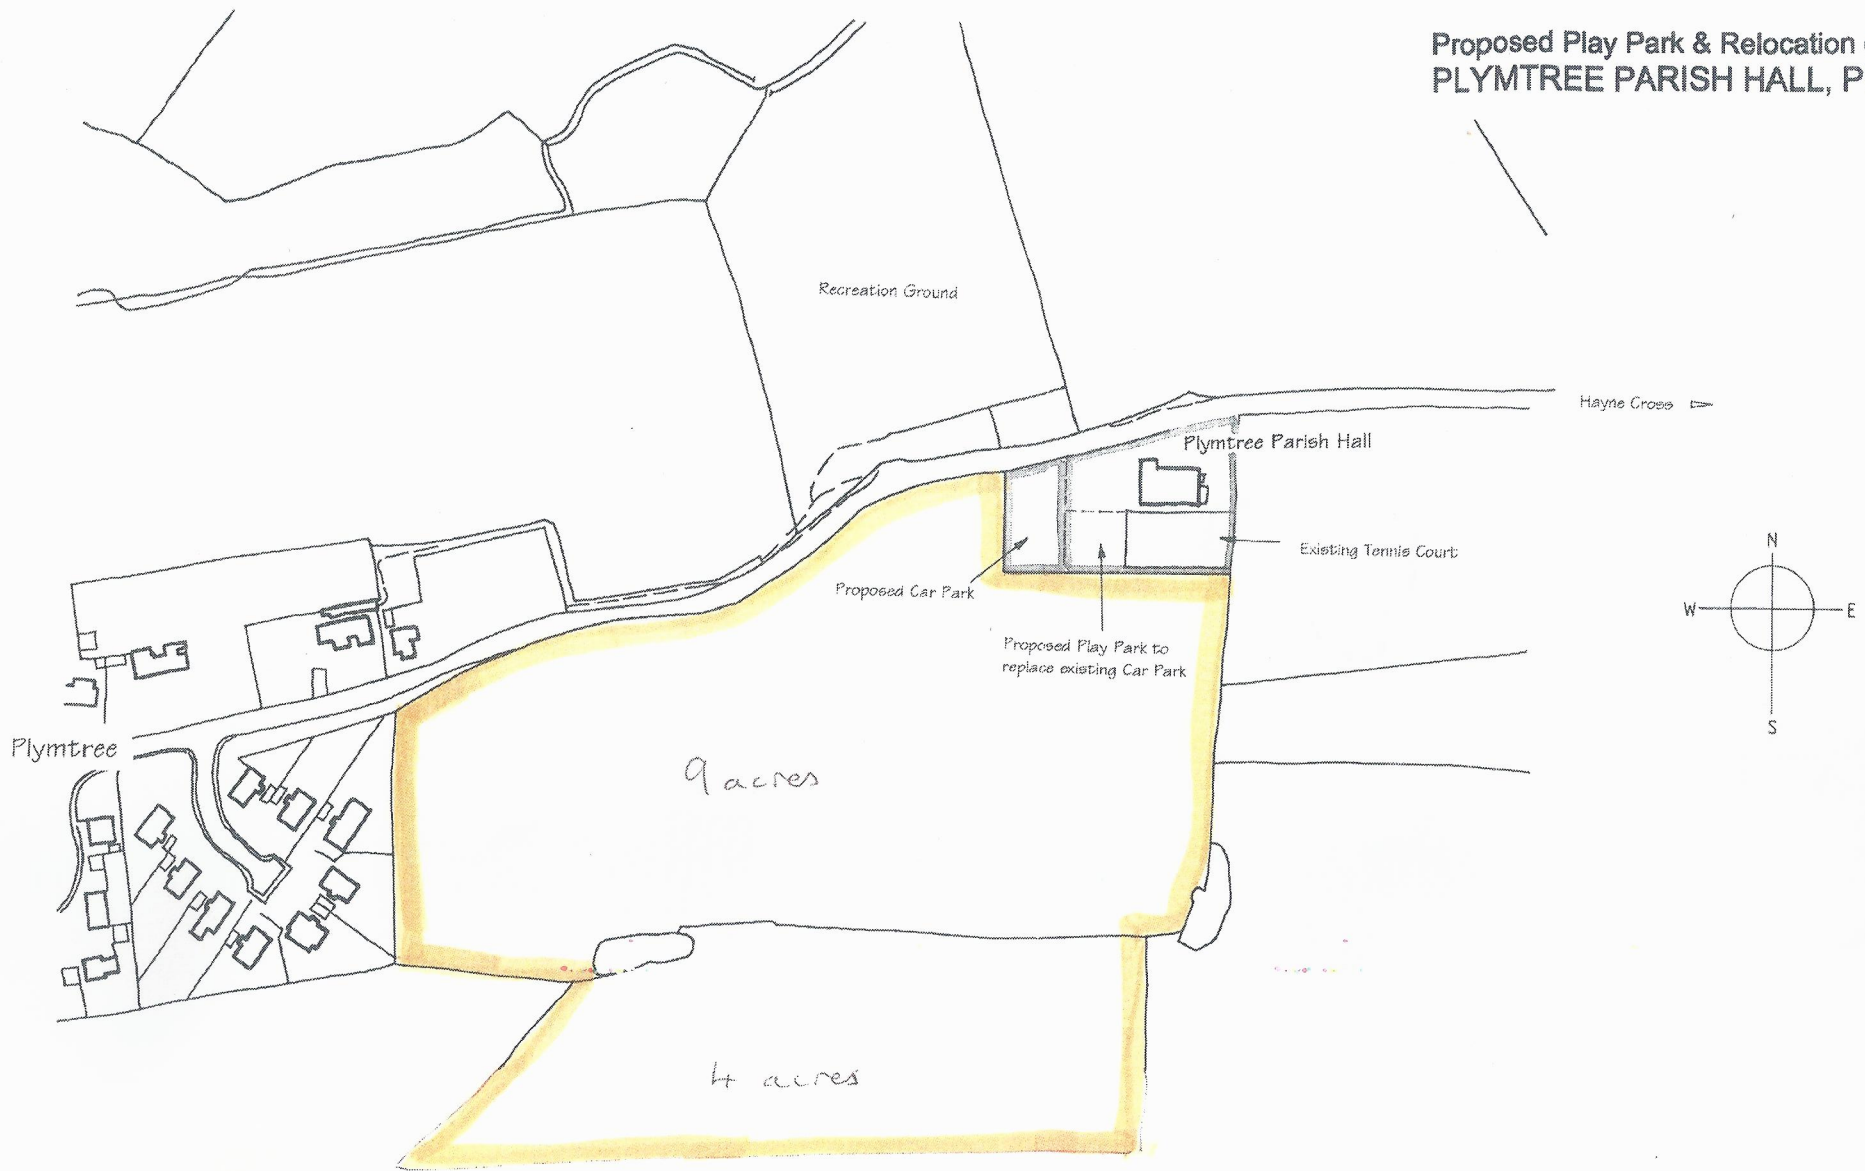 Proposed Play Park & Relocation
PLYMTREE PARISH HALL, P
Recreation Ground
Hayne Cross
Plymtree Parish Hall
Existing Tennis Court
Proposed Car Park
Proposed Play Park to
replace existing Car Park
N
W
E
S
Plymtree
9 acres
4 acres